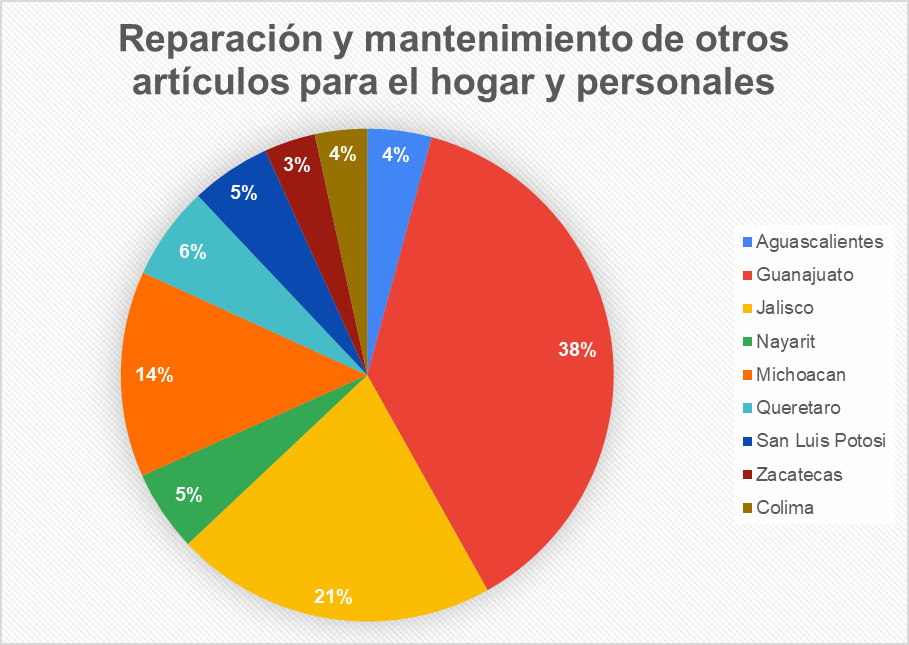 Reparación y mantenimiento de otros
artículos para el hogar y personales
4%
38%
21%
5%
14%
6%
5%
3%
4%
Aguascalientes
Guanajuato
Jalisco
Nayarit
Michoacan
Queretaro
San Luis Potosi
Zacatecas
Colima